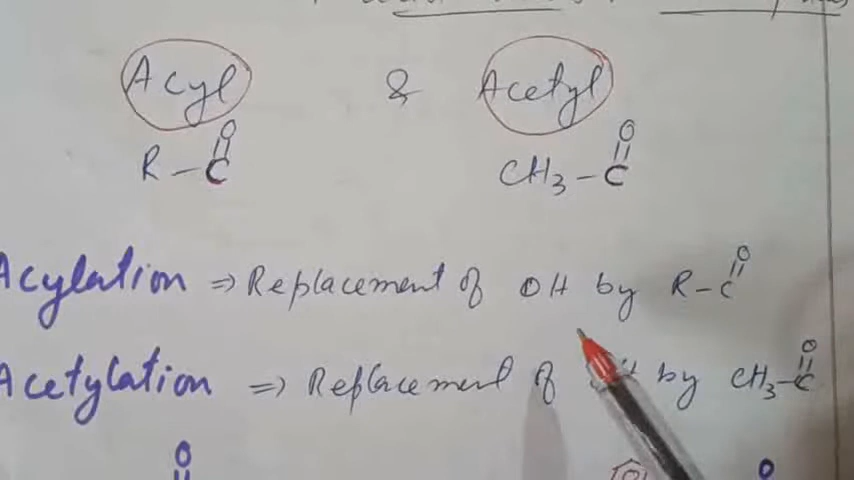 Acyl & Acetyl
O O
|| ||
R - C CH3 - C
O
||
Acylation ⇒ Replacement of OH by R - C
O
||
Acetylation ⇒ Replacement of by CH3 - C
O O
||